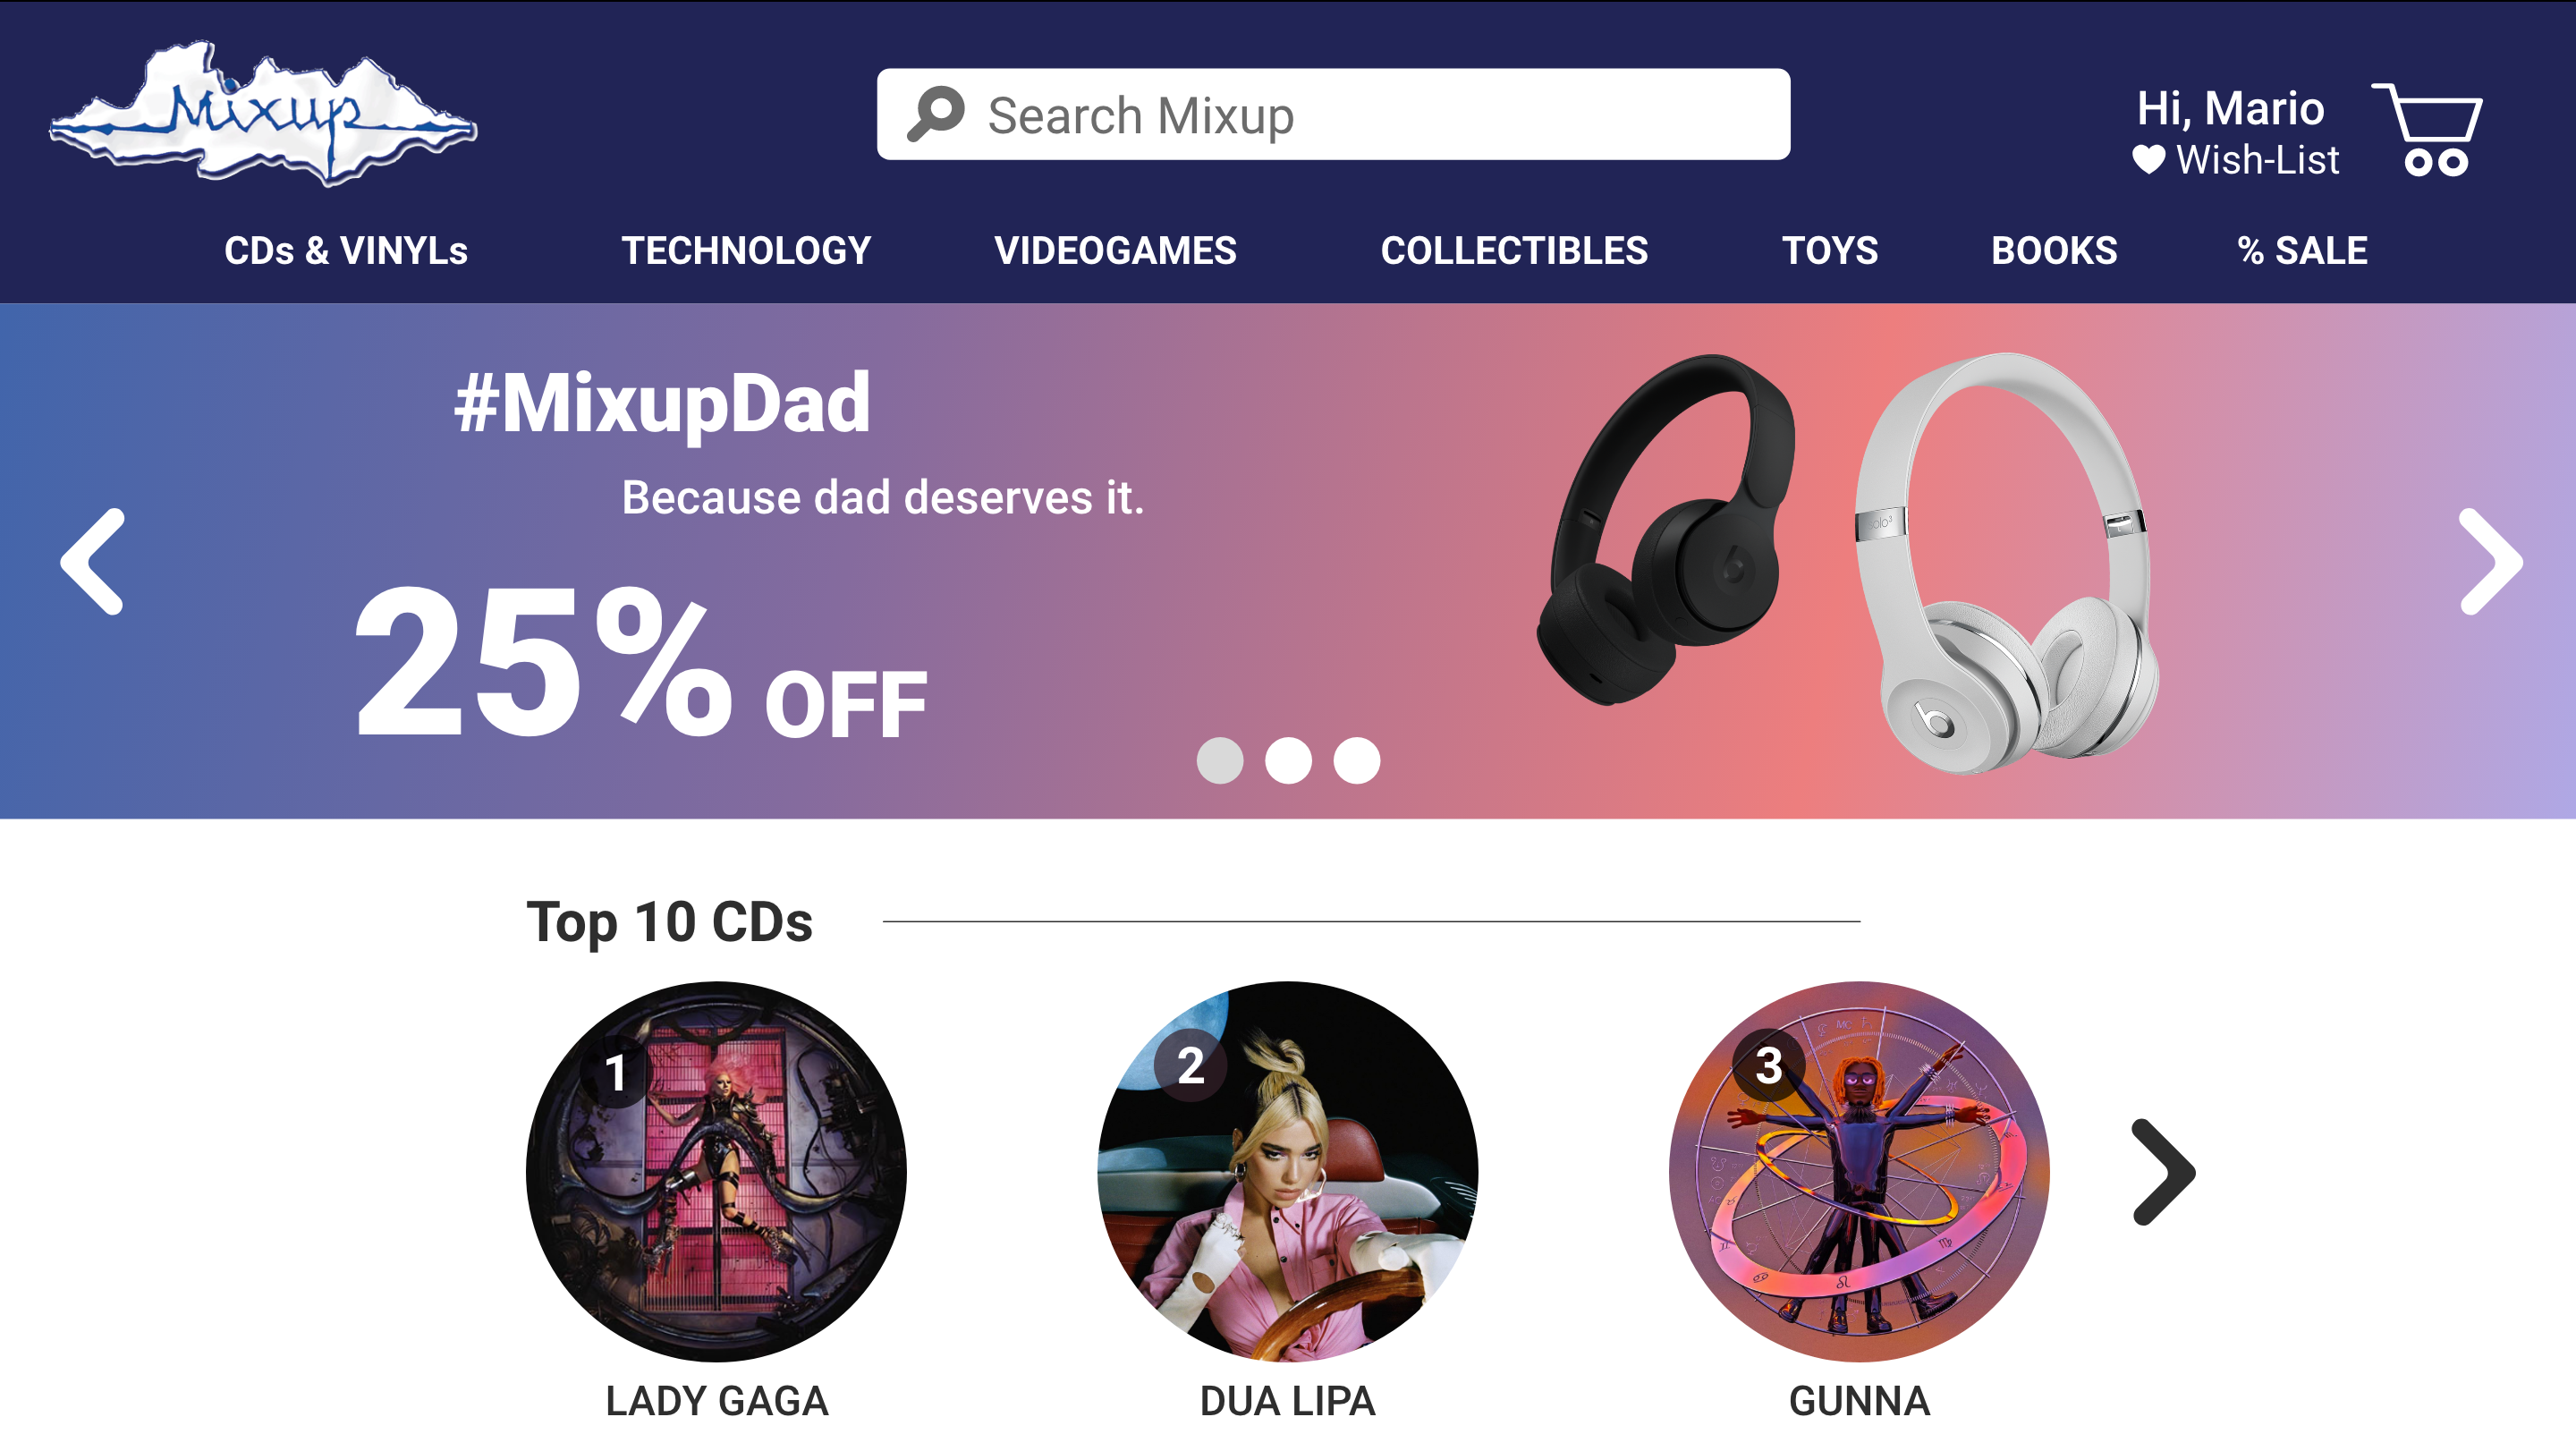 Mixup
Search Mixup
Hi, Mario
Wish-List
CDs & VINYLs
TECHNOLOGY
VIDEOGAMES
COLLECTIBLES
TOYS
BOOKS
% SALE
#MixupDad
Because dad deserves it.
25% OFF
Top 10 CDs
1
2
3
LADY GAGA
DUA LIPA
GUNNA